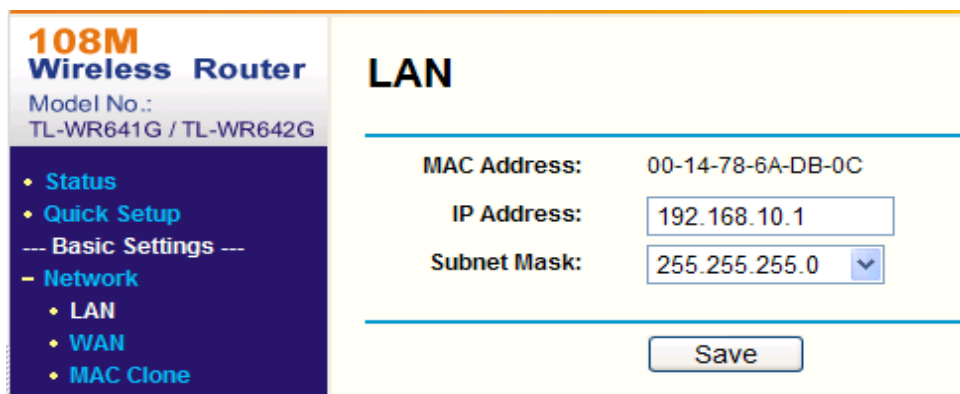 108M
Wireless Router
Model No.:
TL-WR641G / TL-WR642G
• Status
• Quick Setup
--- Basic Settings ---
– Network
• LAN
• WAN
• MAC Clone
LAN
MAC Address: 00-14-78-6A-DB-0C
IP Address: 192.168.10.1
Subnet Mask: 255.255.255.0
Save